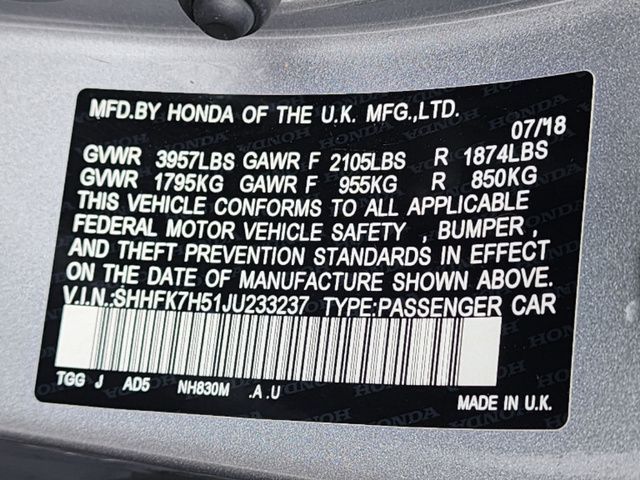 MFD.BY HONDA OF THE U.K. MFG.,LTD.
07/'18
GVWR 3957LBS GAWR F 2105LBS R 1874LBS
GVWR 1795KG GAWR F 955KG R 850KG
THIS VEHICLE CONFORMS TO ALL APPLICABLE
FEDERAL MOTOR VEHICLE SAFETY , BUMPER ,
AND THEFT PREVENTION STANDARDS IN EFFECT
ON THE DATE OF MANUFACTURE SHOWN ABOVE.
V.I.N.:SHHFK7H51JU233237 TYPE:PASSENGER CAR
TGG J AD5 NH830M .A .U
MADE IN U.K.